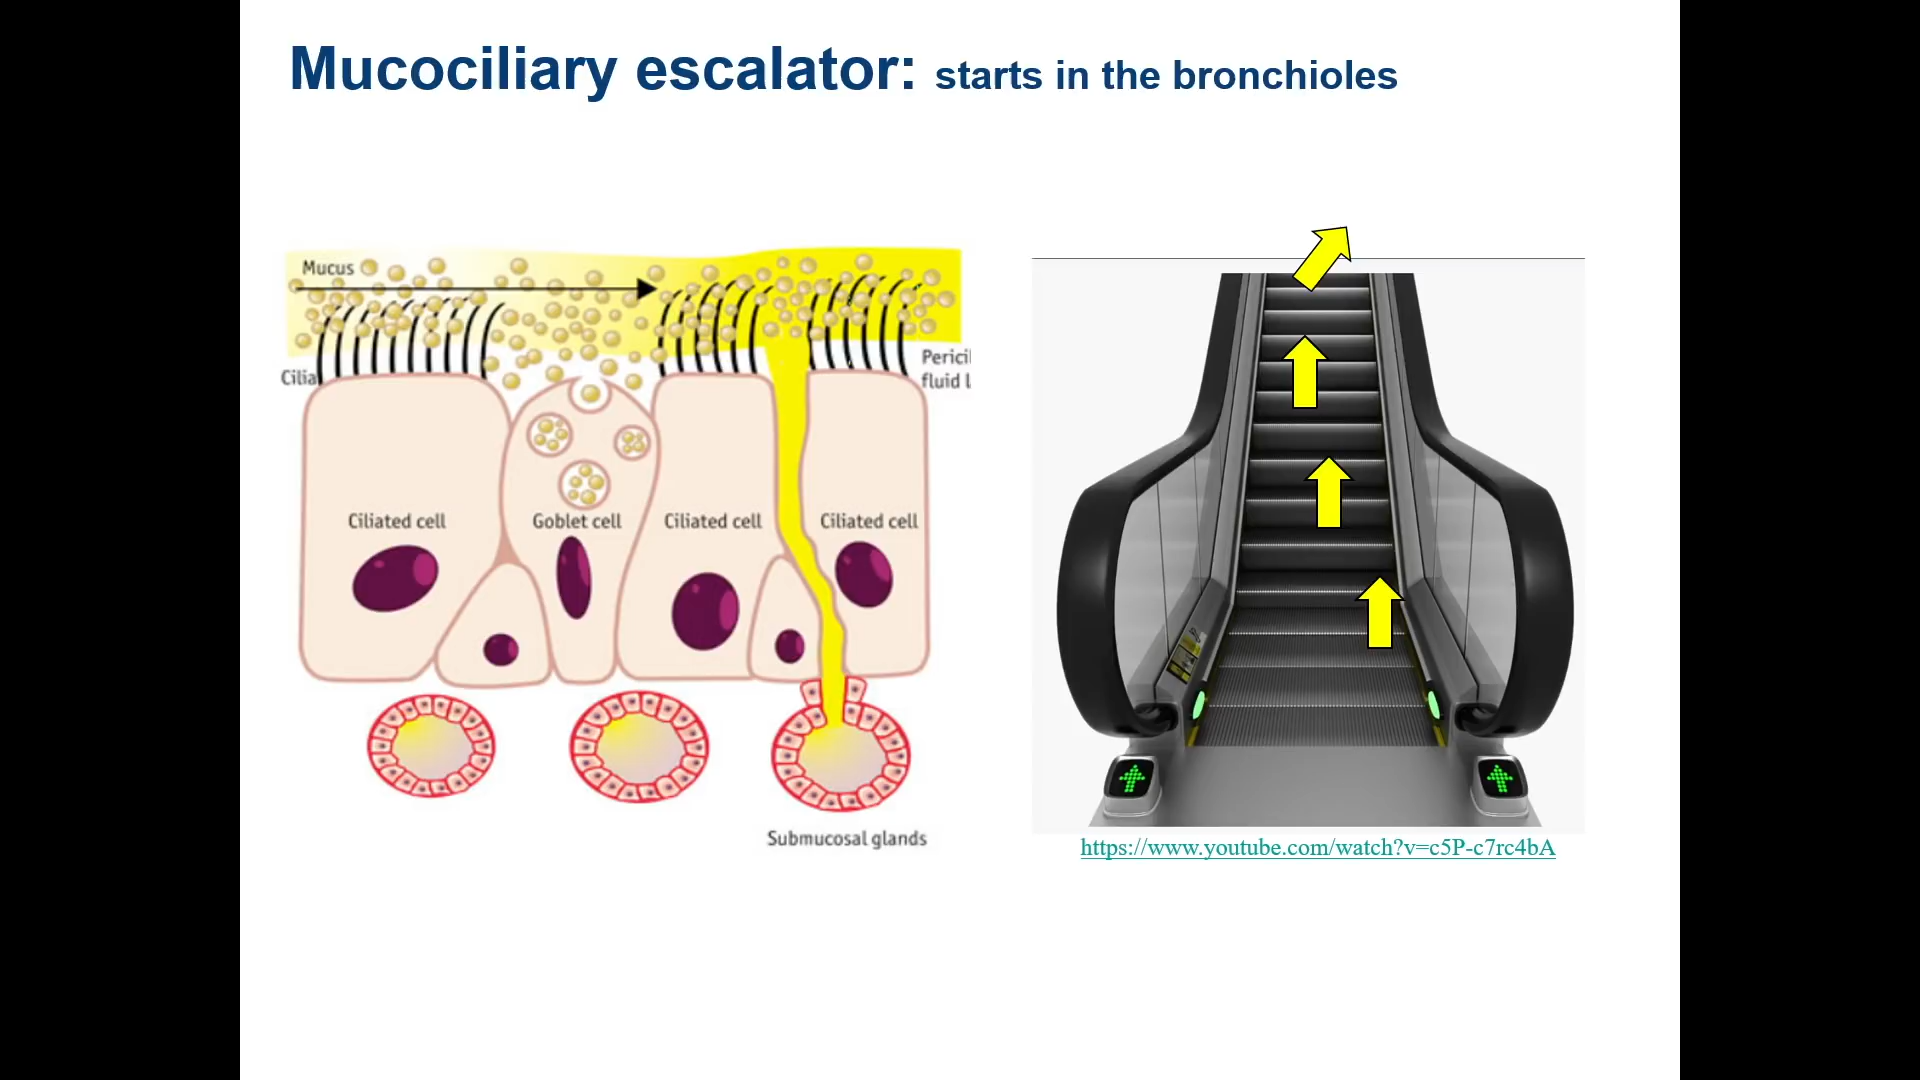 Mucociliary escalator: starts in the bronchioles
Mucus
Cilia
Perici
fluid l
Ciliated cell
Goblet cell
Ciliated cell
Ciliated cell
Submucosal glands
https://www.youtube.com/watch?v=c5P-c7rc4bA